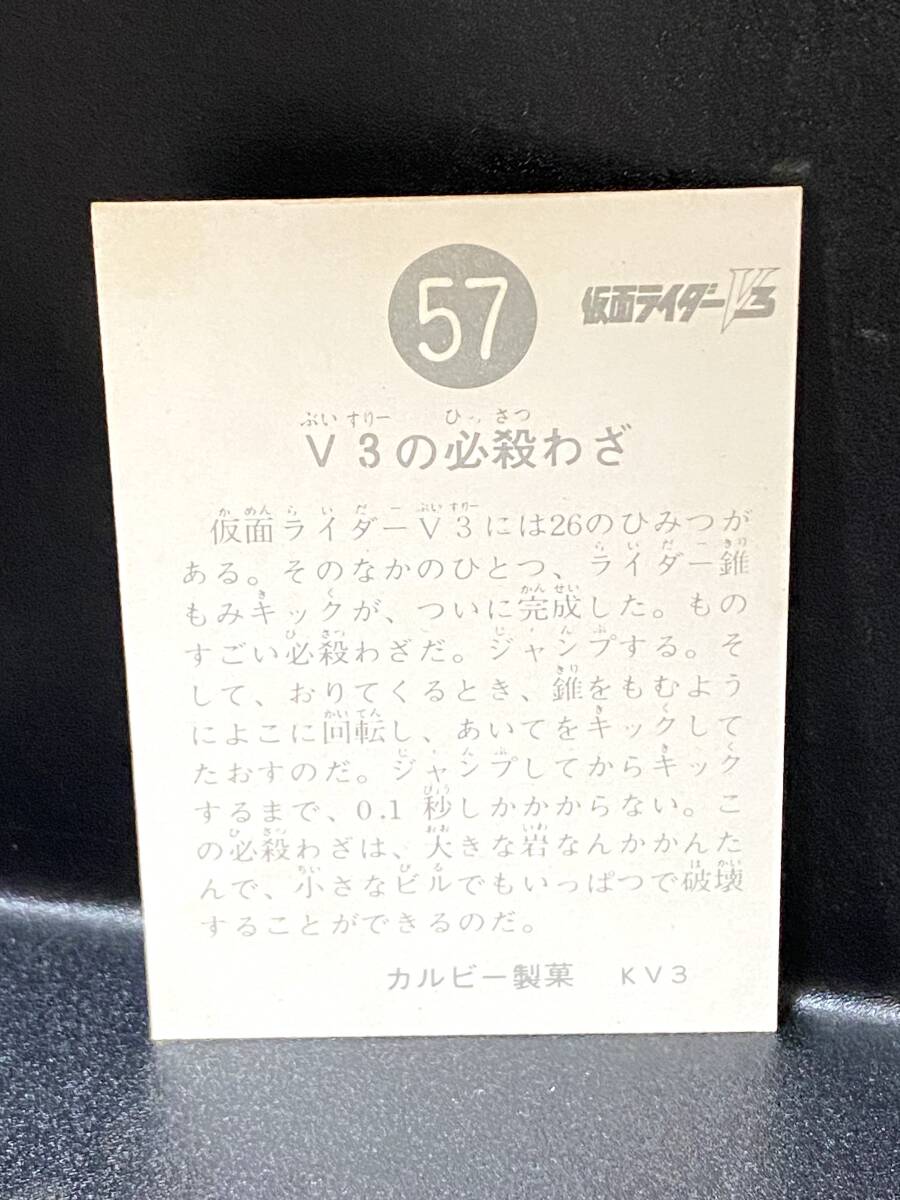 57
仮面ライダーV3
V3の必殺わざ
仮面ライダーV3には26のひみつが
ある。そのなかのひとつ、ライダー錐
もみキックが、ついに完成した。もの
すごい必殺わざだ。ジャンプする。そ
して、おりてくるとき、錐をもむよう
によこに回転し、あいてをキックして
たおすのだ。ジャンプしてからキック
するまで、0.1 秒しかかからない。こ
の必殺わざは、大きな岩なんかかんた
んで、小さなビルでもいっぱつで破壊
することができるのだ。
カルビー製菓 KV3